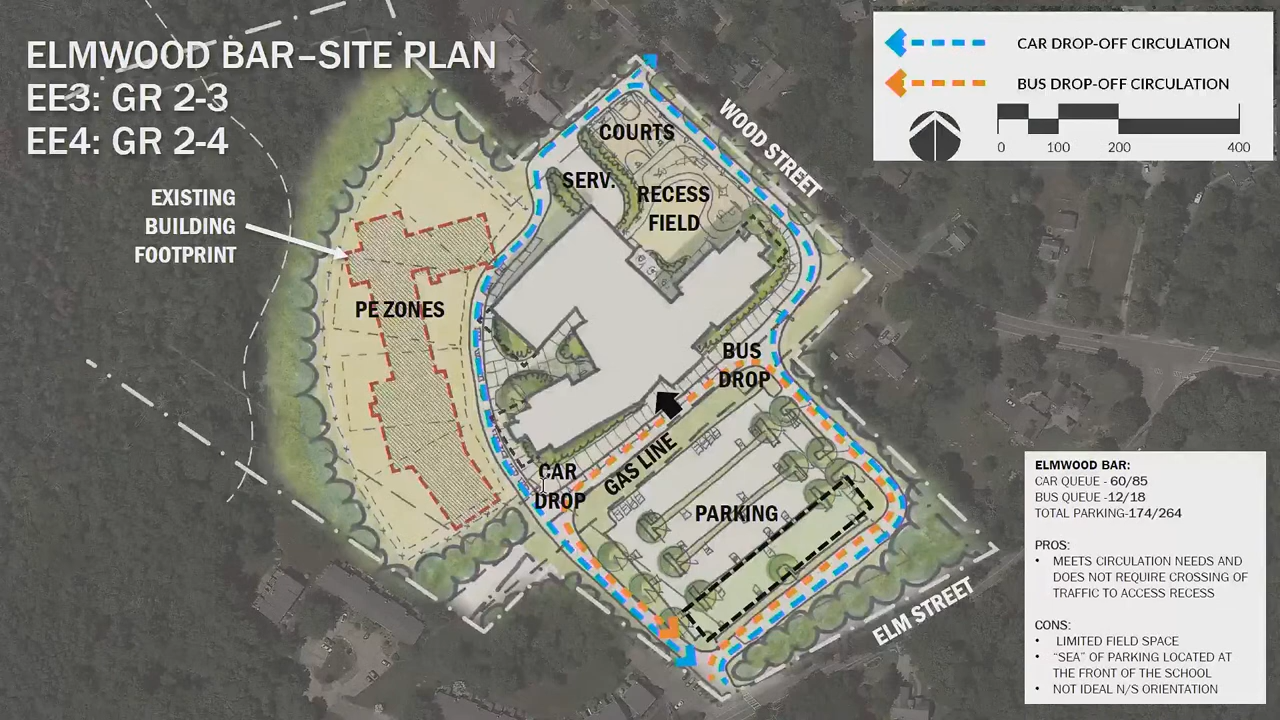 ELMWOOD BAR–SITE PLAN
EE3: GR 2-3
EE4: GR 2-4
CAR DROP-OFF CIRCULATION
BUS DROP-OFF CIRCULATION
0 100 200 400
EXISTING
BUILDING
FOOTPRINT
WOOD STREET
COURTS
SERV.
RECESS
FIELD
PE ZONES
BUS
DROP
CAR
DROP
GAS LINE
PARKING
ELM STREET
ELMWOOD BAR:
CAR QUEUE - 60/85
BUS QUEUE -12/18
TOTAL PARKING-174/264
PROS:
• MEETS CIRCULATION NEEDS AND
DOES NOT REQUIRE CROSSING OF
TRAFFIC TO ACCESS RECESS
CONS:
• LIMITED FIELD SPACE
• “SEA” OF PARKING LOCATED AT
THE FRONT OF THE SCHOOL
• NOT IDEAL N/S ORIENTATION